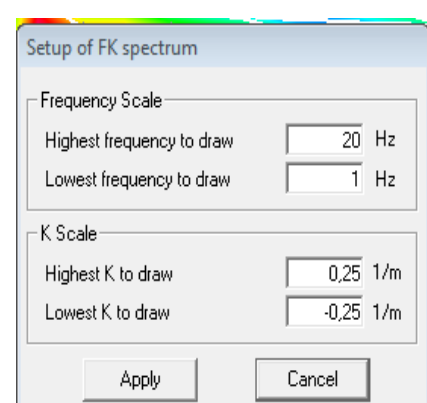 Setup of FK spectrum
Frequency Scale
Highest frequency to draw 20 Hz
Lowest frequency to draw 1 Hz
K Scale
Highest K to draw 0,25 1/m
Lowest K to draw -0,25 1/m
Apply Cancel